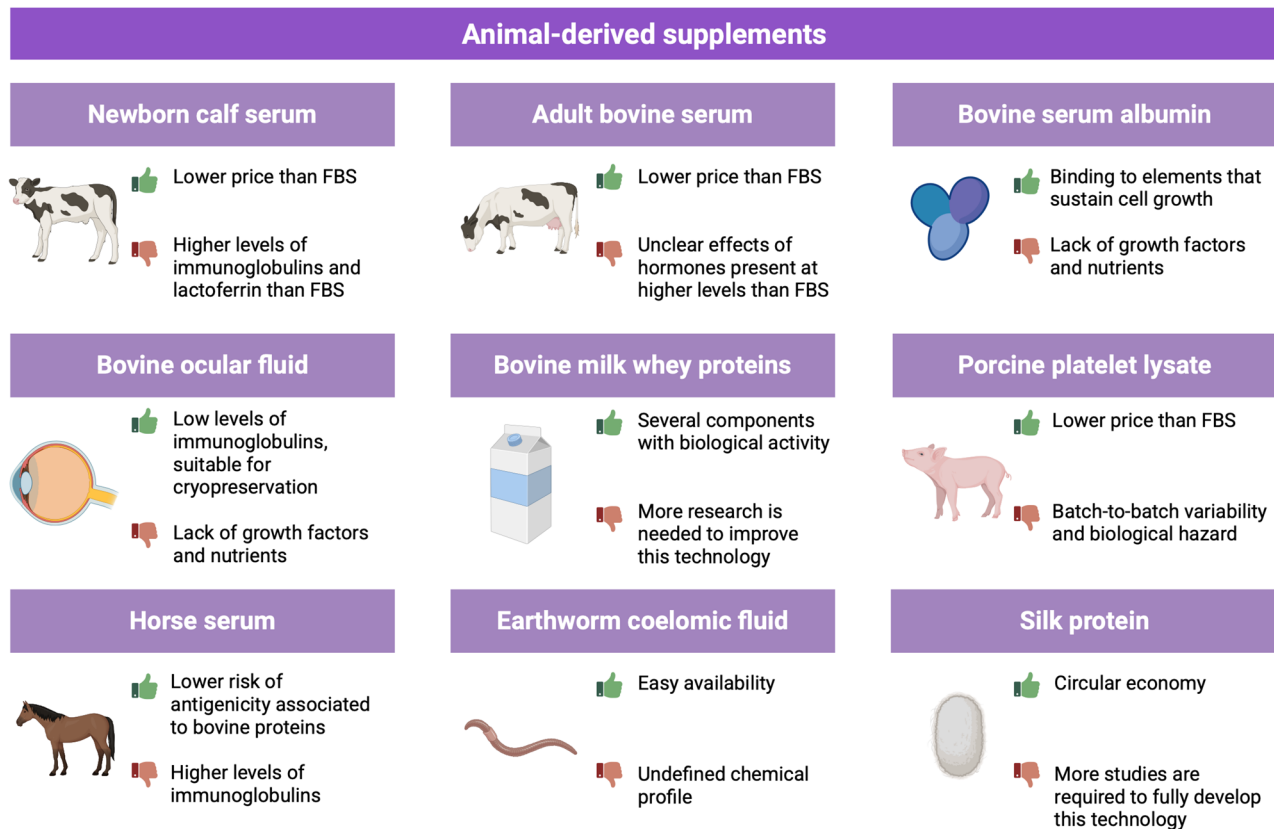 Animal-derived supplements
Newborn calf serum
Lower price than FBS
Higher levels of
immunoglobulins and
lactoferrin than FBS
Adult bovine serum
Lower price than FBS
Unclear effects of
hormones present at
higher levels than FBS
Bovine serum albumin
Binding to elements that
sustain cell growth
Lack of growth factors
and nutrients
Bovine ocular fluid
Low levels of
immunoglobulins,
suitable for
cryopreservation
Lack of growth factors
and nutrients
Bovine milk whey proteins
Several components
with biological activity
More research is
needed to improve
this technology
Porcine platelet lysate
Lower price than FBS
Batch-to-batch variability
and biological hazard
Horse serum
Lower risk of
antigenicity associated
to bovine proteins
Higher levels of
immunoglobulins
Earthworm coelomic fluid
Easy availability
Undefined chemical
profile
Silk protein
Circular economy
More studies are
required to fully develop
this technology